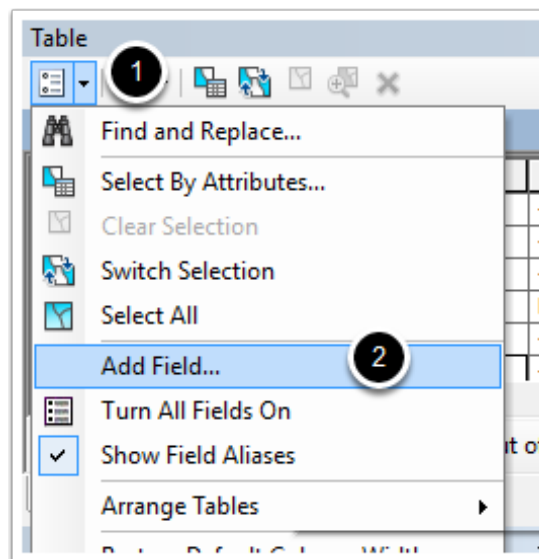 Table
1
Find and Replace...
Select By Attributes...
Clear Selection
Switch Selection
Select All
Add Field...
2
Turn All Fields On
Show Field Aliases
Arrange Tables